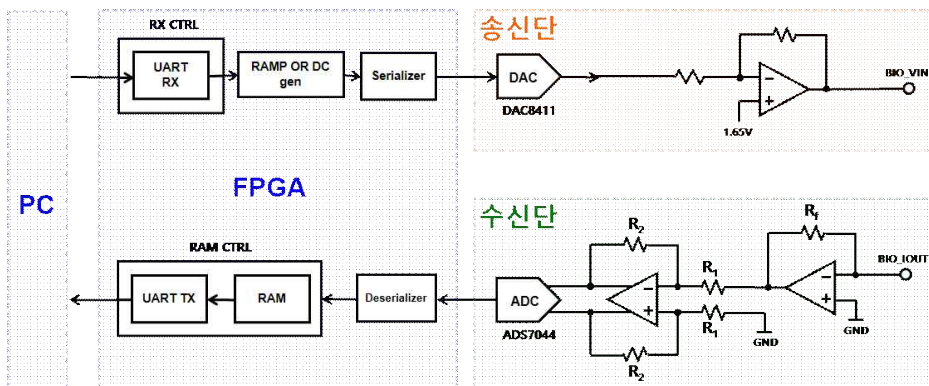 RX CTRL
UART
RX
RAMP OR DC
gen
Serializer
송신단
DAC
DAC8411
1.65V
BIO_VIN
PC
FPGA
수신단
RAM CTRL
UART TX
RAM
Deserializer
ADC
ADS7044
R2
R2
R1
R1
Rf
GND
GND
BIO_IOUT